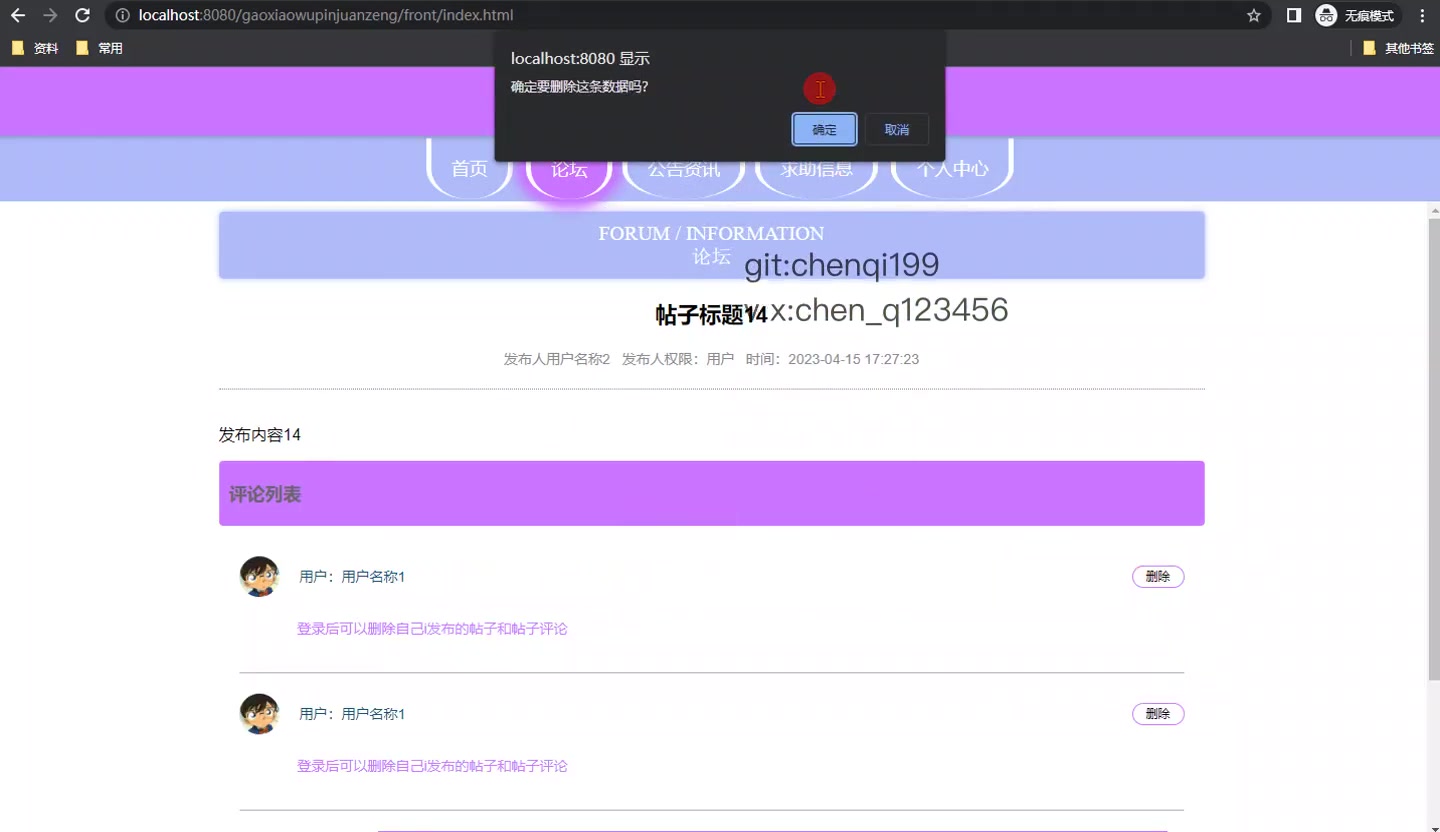 localhost:8080/gaoxiaowupinjuanzeng/front/index.html
无痕模式
资料
常用
其他书签
localhost:8080 显示
确定要删除这条数据吗?
确定
取消
首页
论坛
公告资讯
求助信息
个人中心
FORUM / INFORMATION
论坛
git:chenqi199
帖子标题14
vx:chen_q123456
发布人用户名称2 发布人权限：用户 时间：2023-04-15 17:27:23
发布内容14
评论列表
用户：用户名称1
删除
登录后可以删除自己i发布的帖子和帖子评论
用户：用户名称1
删除
登录后可以删除自己i发布的帖子和帖子评论